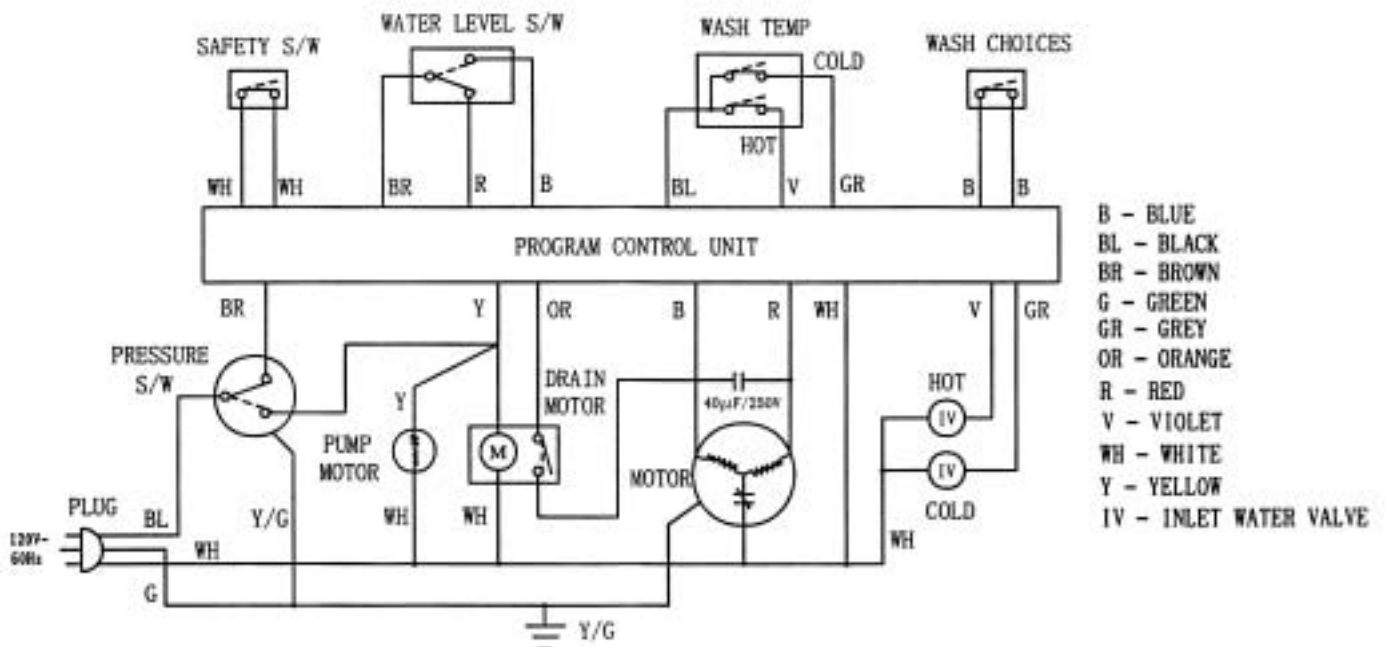 WATER LEVEL S/W
SAFETY S/W
WASH TEMP
WASH CHOICES
COLD
HOT
WH WH BR R B BL V GR B B
PROGRAM CONTROL UNIT
BR Y OR B R WH V GR
PRESSURE
S/W
DRAIN
MOTOR
40μF/250V
HOT
IV
Y
PUMP
MOTOR
M
MOTOR
IV
COLD
PLUG
BL
Y/G
WH
WH
WH
120V~
60Hz
WH
G
Y/G
B - BLUE
BL - BLACK
BR - BROWN
G - GREEN
GR - GREY
OR - ORANGE
R - RED
V - VIOLET
WH - WHITE
Y - YELLOW
IV - INLET WATER VALVE